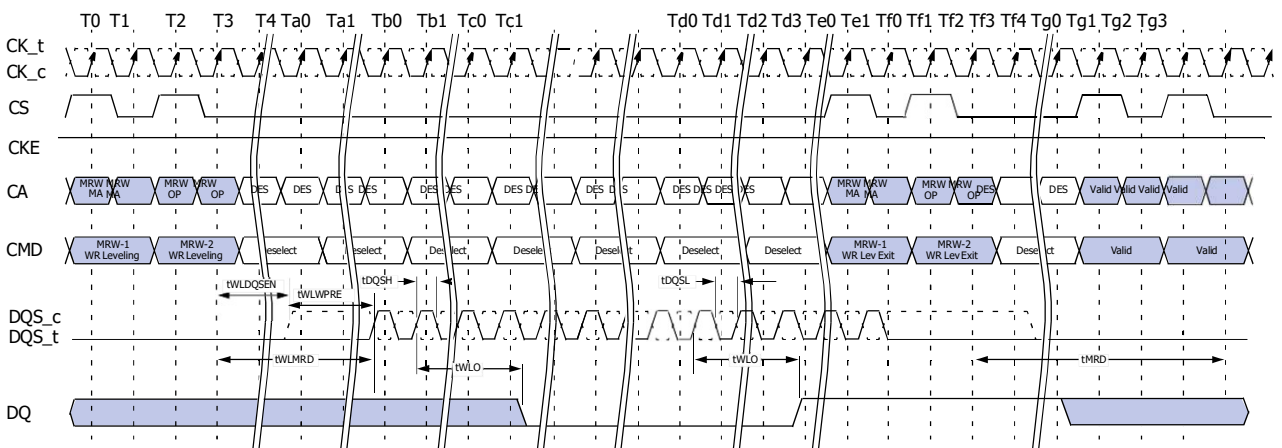 T0 T1 T2 T3 T4 Ta0 Ta1 Tb0 Tb1 Tc0 Tc1 Td0 Td1 Td2 Td3 Te0 Te1 Tf0 Tf1 Tf2 Tf3 Tf4 Tg0 Tg1 Tg2 Tg3
CK_t
CK_c
CS
CKE
CA
MRW MRW MRW MRW DES DES DES DES DES DES DES DES DES DES DES DES DES MRW MRW MRW MRW DES DES Valid Valid Valid Valid
MA MA OP OP MA MA OP OP
CMD
MRW-1 MRW-2 Deselect Deselect Deselect Deselect Deselect Deselect Deselect MRW-1 MRW-2 Deselect Valid Valid
WR Leveling WR Leveling WR Lev Exit WR Lev Exit
tWLDQSEN tWLWPRE tDQSH tDQSL
DQS_c
DQS_t
tWLMRD tWLO tWLO tMRD
DQ